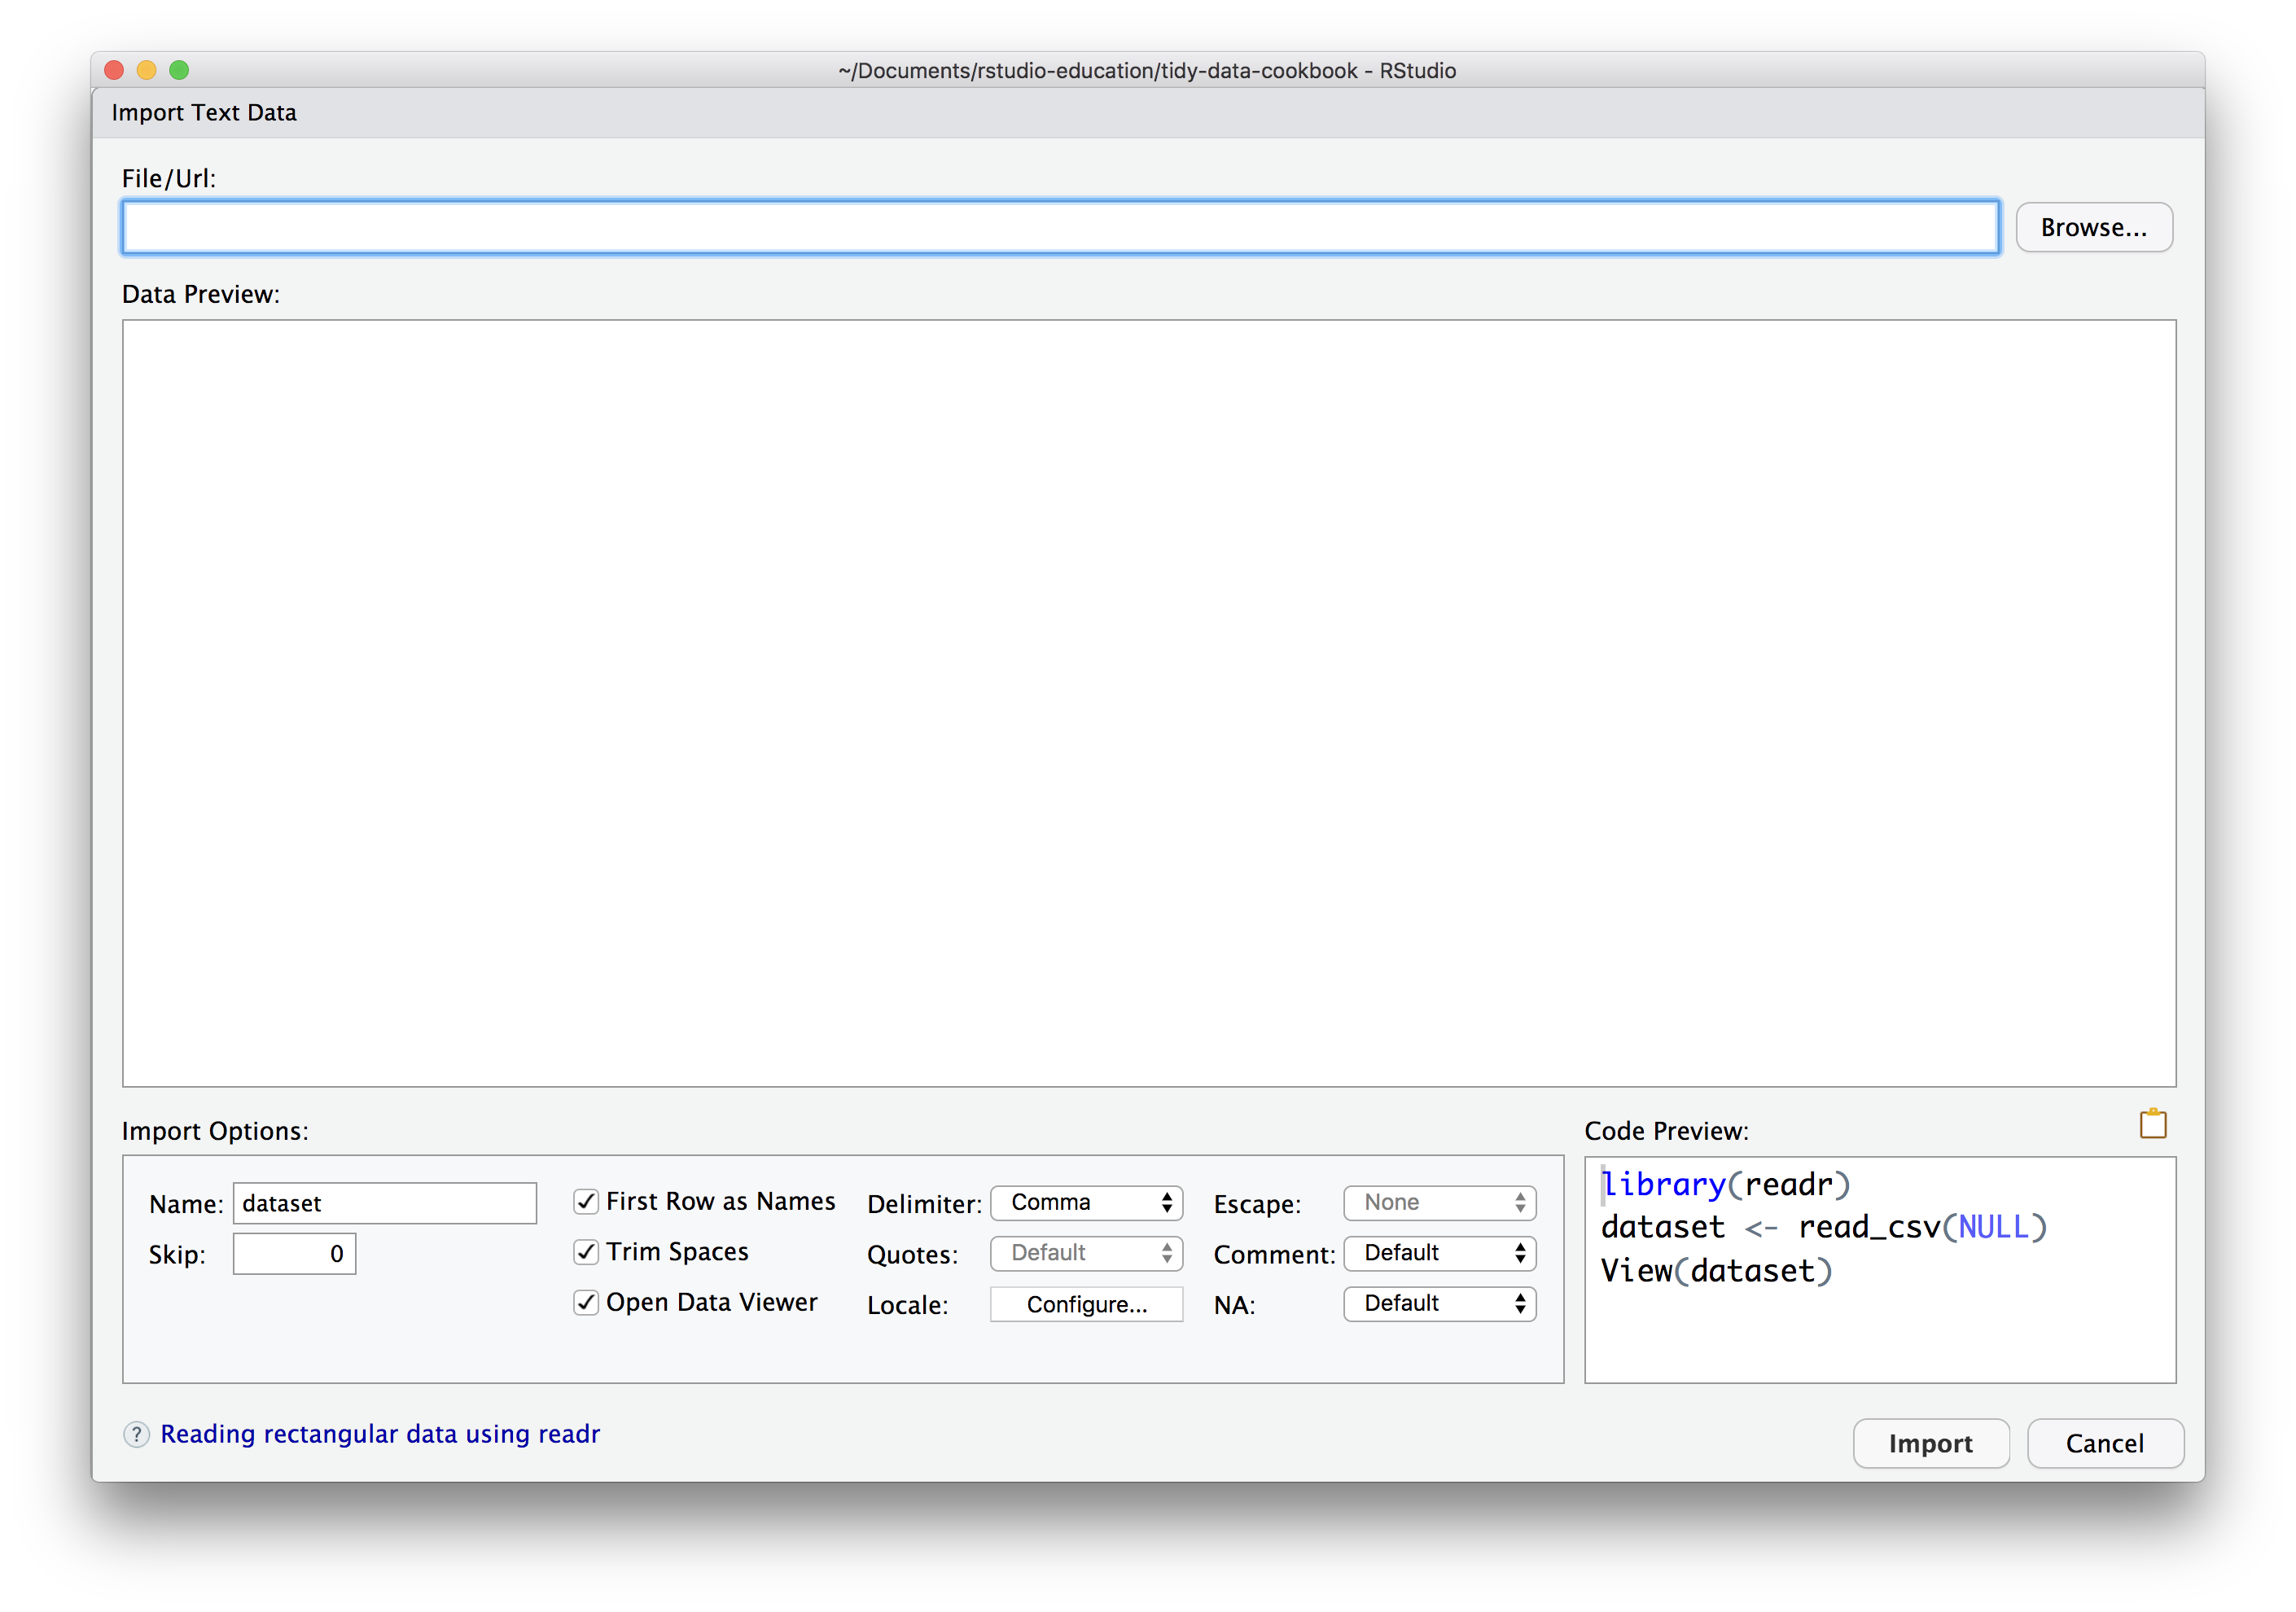 ~/Documents/rstudio-education/tidy-data-cookbook - RStudio
Import Text Data
File/Url:
Browse...
Data Preview:
Import Options:
Name: dataset
Skip: 0
First Row as Names
Trim Spaces
Open Data Viewer
Delimiter: Comma
Quotes: Default
Locale: Configure...
Escape: None
Comment: Default
NA: Default
Code Preview:
library(readr)
dataset <- read_csv(NULL)
View(dataset)
? Reading rectangular data using readr
Import
Cancel